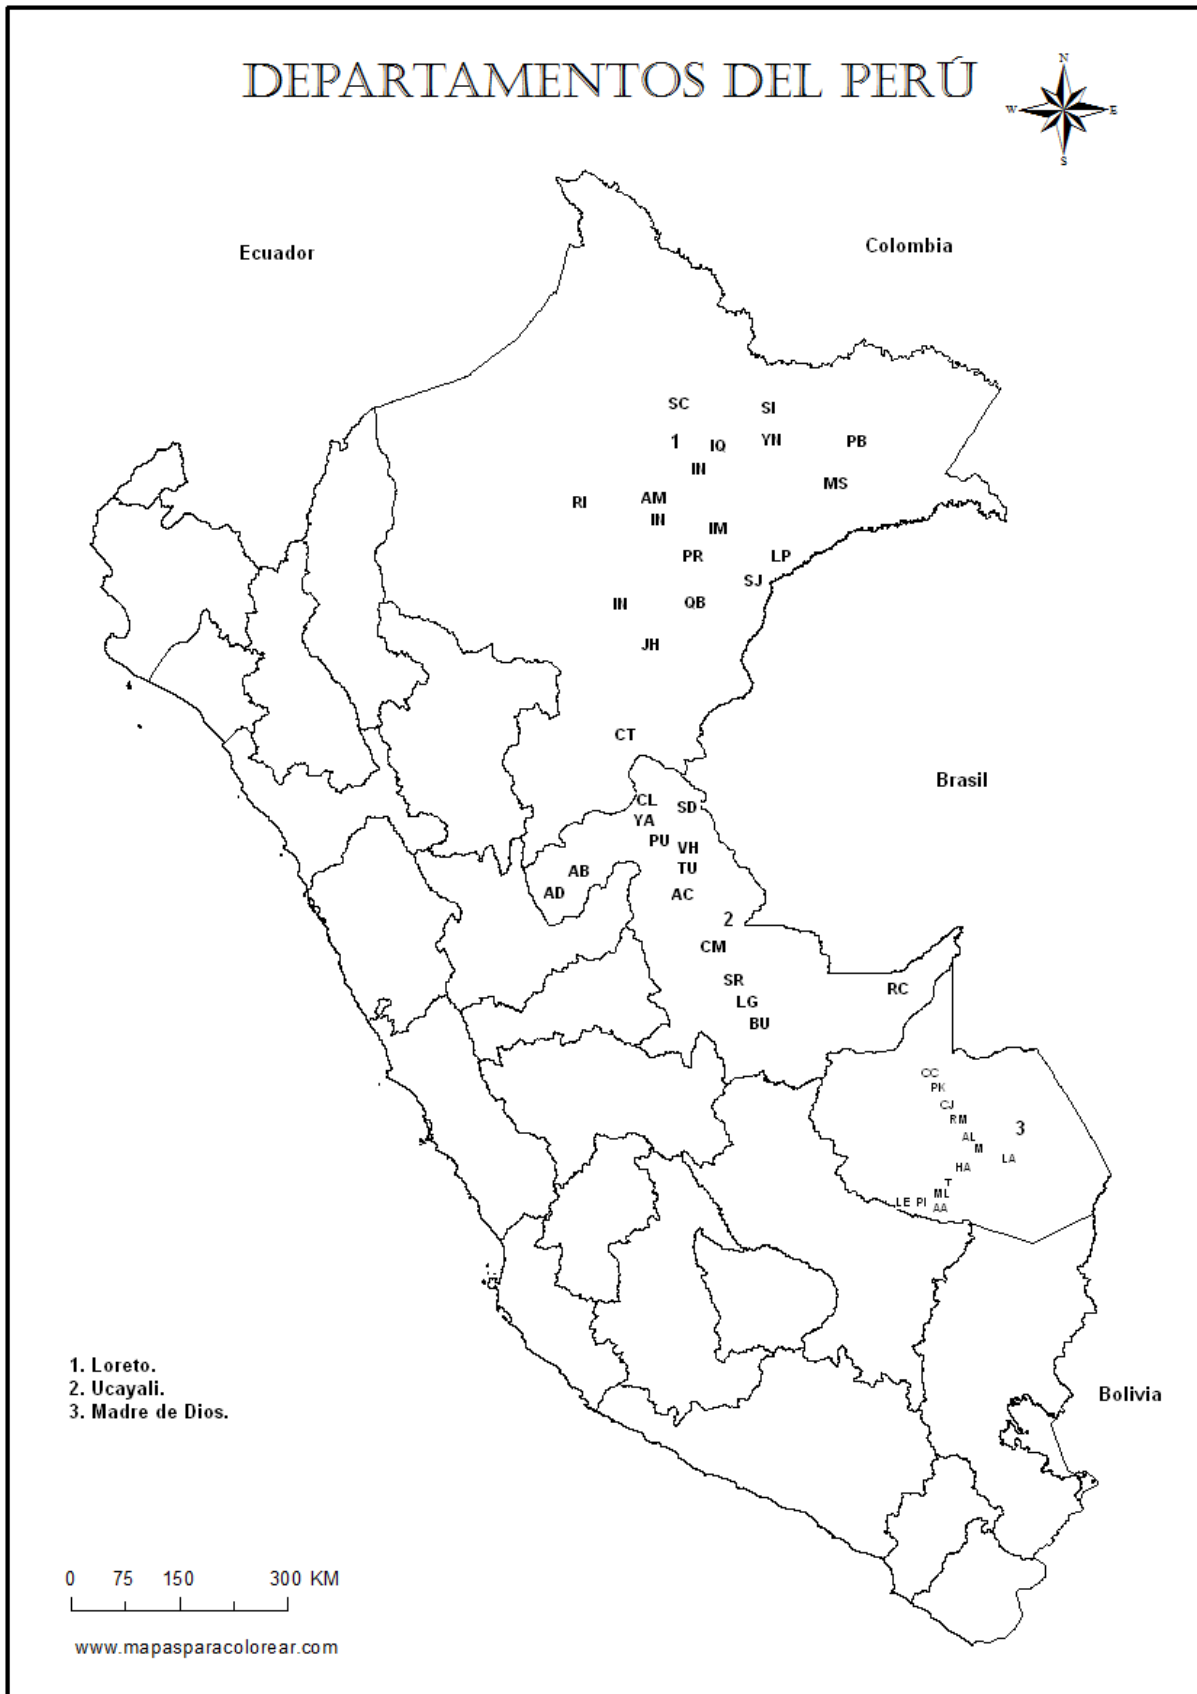 DEPARTAMENTOS DEL PERÚ
N
W
E
S
Ecuador
Colombia
SC
SI
1
IQ
YN
PB
IN
MS
RI
AM
IN
IM
PR
LP
SJ
IN
QB
JH
CT
Brasil
CL
SD
YA
PU
VH
TU
AB
AD
AC
2
CM
SR
RC
LG
BU
CC
PK
CJ
RM
3
AL
M
LA
HA
T
ML
LE PI
AA
1. Loreto.
2. Ucayali.
3. Madre de Dios.
Bolivia
0 75 150 300 KM
www.mapasparacolorear.com